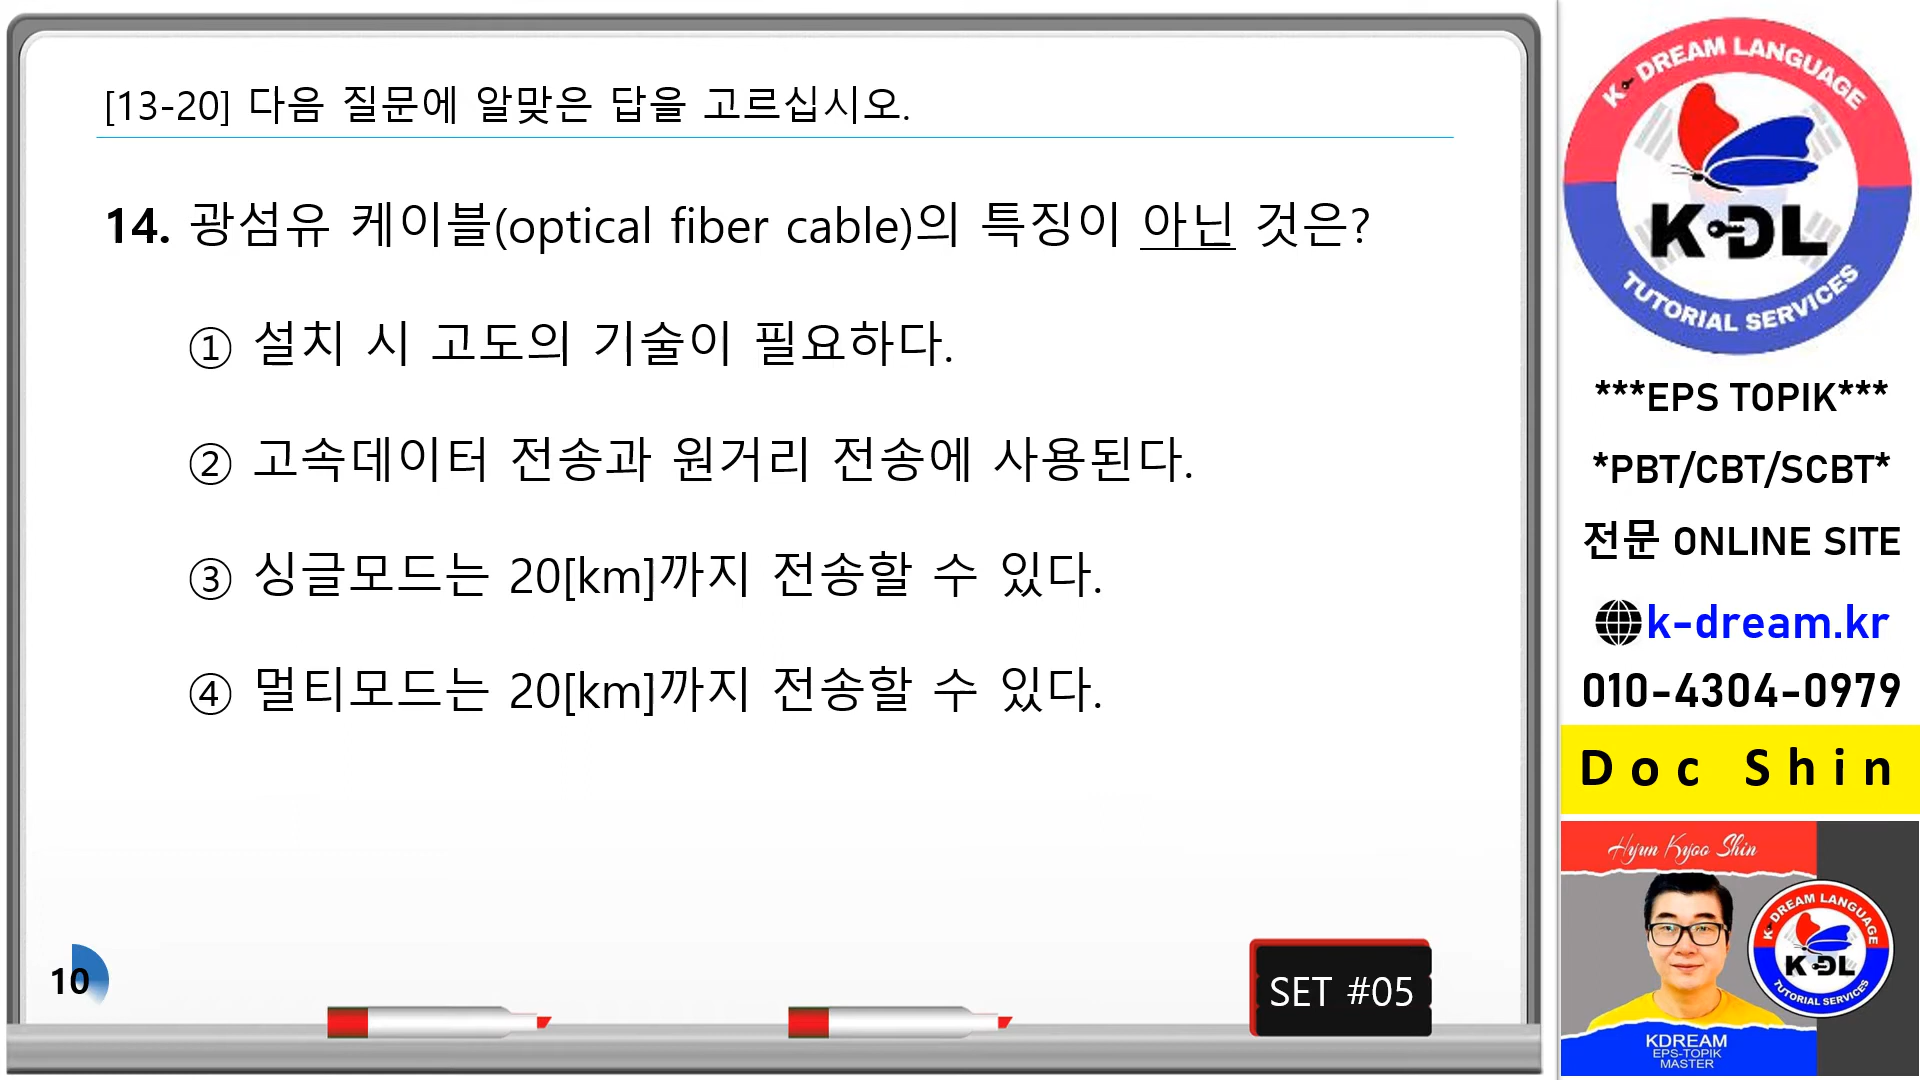 [13-20] 다음 질문에 알맞은 답을 고르십시오.
14. 광섬유 케이블(optical fiber cable)의 특징이 아닌 것은?
① 설치 시 고도의 기술이 필요하다.
② 고속데이터 전송과 원거리 전송에 사용된다.
③ 싱글모드는 20[km]까지 전송할 수 있다.
④ 멀티모드는 20[km]까지 전송할 수 있다.
10
SET #05
K DREAM LANGUAGE
K DL
TUTORIAL SERVICES
***EPS TOPIK***
*PBT/CBT/SCBT*
전문 ONLINE SITE
k-dream.kr
010-4304-0979
Doc Shin
Hyun Kyoo Shin
K DREAM LANGUAGE
K DL
TUTORIAL SERVICES
KDREAM
EPS-TOPIK
MASTER